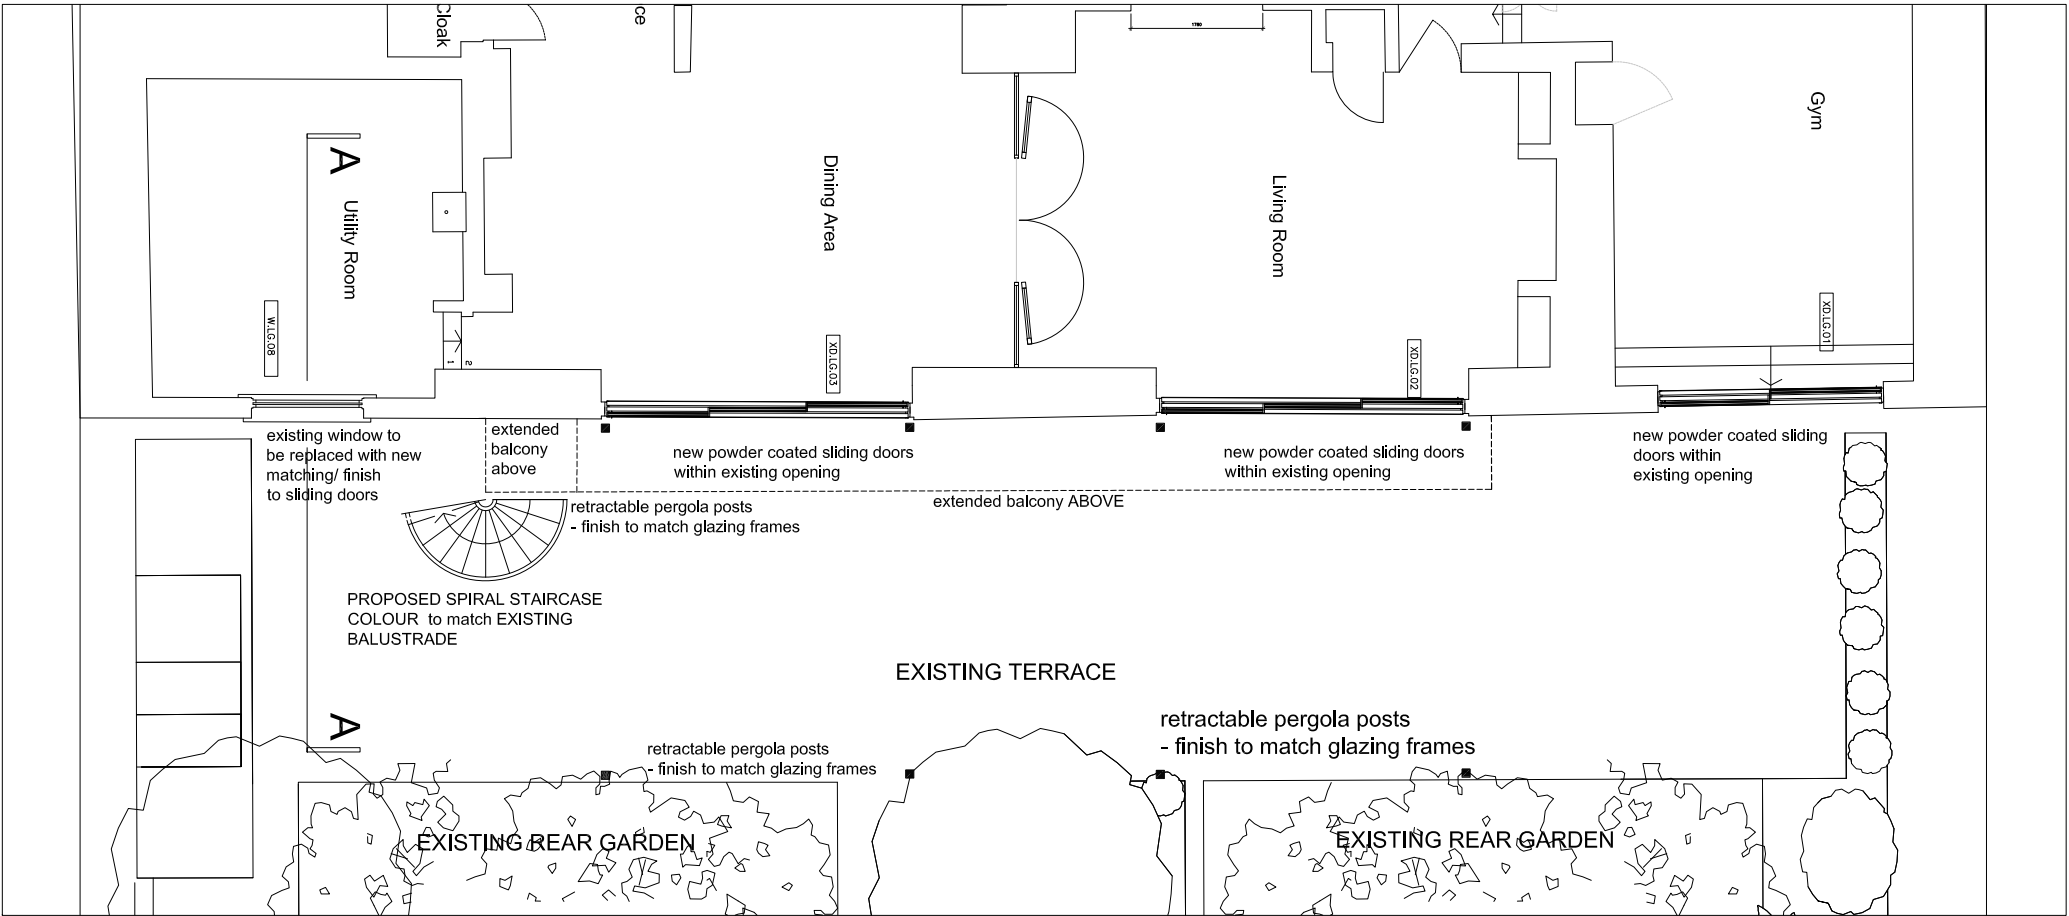 Cloak
ce
1760
Gym
A
Utility Room
Dining Area
Living Room
W.LG.08
XD.LG.03
XD.LG.02
XD.LG.01
1
2
existing window to
be replaced with new
matching/ finish
to sliding doors
extended
balcony
above
new powder coated sliding doors
within existing opening
new powder coated sliding doors
within existing opening
new powder coated sliding
doors within
existing opening
extended balcony ABOVE
retractable pergola posts
- finish to match glazing frames
PROPOSED SPIRAL STAIRCASE
COLOUR to match EXISTING
BALUSTRADE
EXISTING TERRACE
A
retractable pergola posts
- finish to match glazing frames
retractable pergola posts
- finish to match glazing frames
EXISTING REAR GARDEN
EXISTING REAR GARDEN